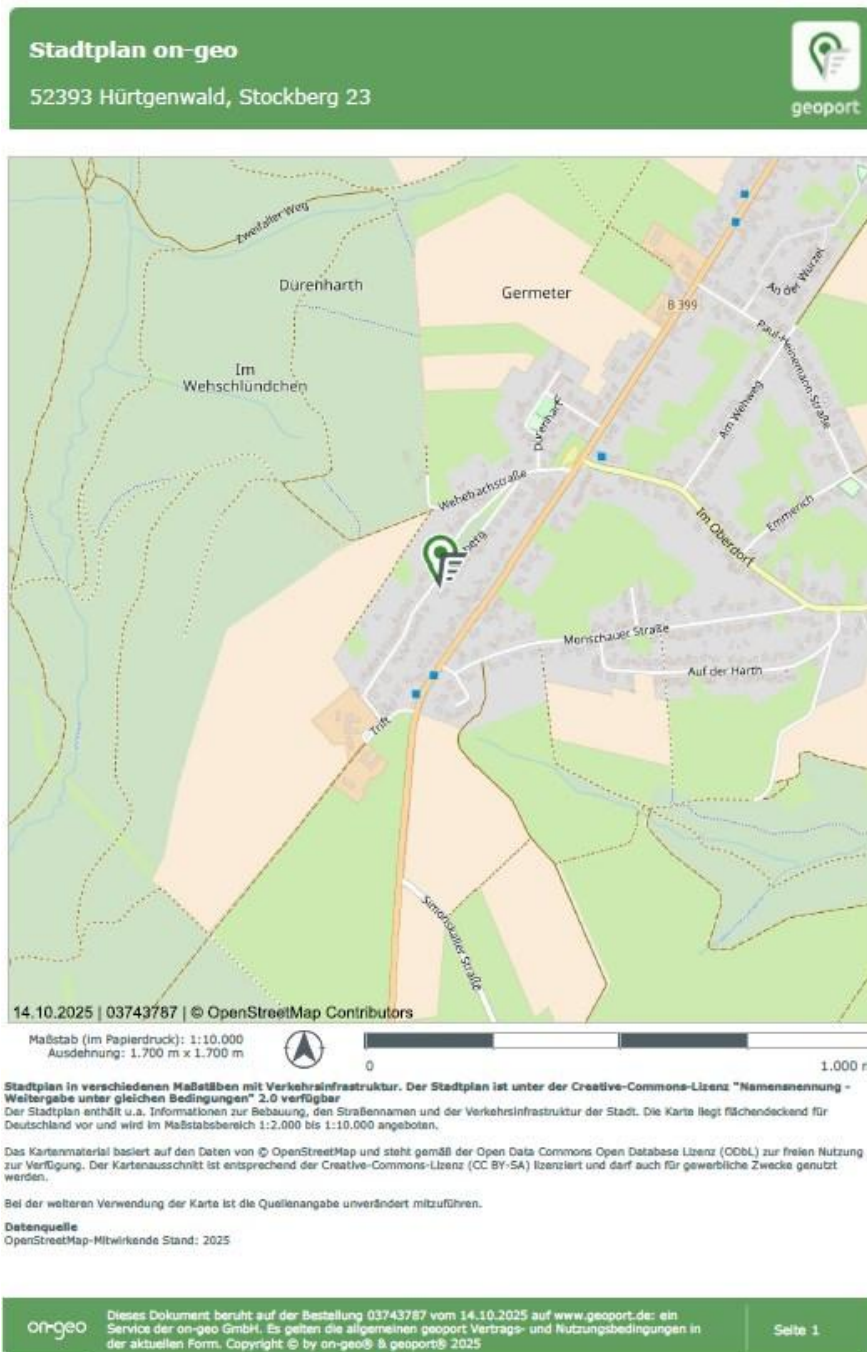 Stadtplan on-geo
52393 Hürtgenwald, Stockberg 23
geoport
Zweifaller Weg
Dürenharth
Germeter
Im
Wehschlündchen
B 399
An der Wurzel
Paul-Heinemann-Straße
Am Wehweg
Dürenhart
Wehebachstraße
Emmerich
Im Oberdorf
berg
Monschauer Straße
Auf der Harth
Trift
Simonskaller Straße
14.10.2025 | 03743787 | © OpenStreetMap Contributors
Maßstab (im Papierdruck): 1:10.000
Ausdehnung: 1.700 m x 1.700 m
0
1.000 m
Stadtplan in verschiedenen Maßstäben mit Verkehrsinfrastruktur. Der Stadtplan ist unter der Creative-Commons-Lizenz "Namensnennung -
Weitergabe unter gleichen Bedingungen" 2.0 verfügbar
Der Stadtplan enthält u.a. Informationen zur Bebauung, den Straßennamen und der Verkehrsinfrastruktur der Stadt. Die Karte liegt flächendeckend für
Deutschland vor und wird im Maßstabsbereich 1:2.000 bis 1:10.000 angeboten.
Das Kartenmaterial basiert auf den Daten von © OpenStreetMap und steht gemäß der Open Data Commons Open Database Lizenz (ODbL) zur freien Nutzung
zur Verfügung. Der Kartenausschnitt ist entsprechend der Creative-Commons-Lizenz (CC BY-SA) lizenziert und darf auch für gewerbliche Zwecke genutzt
werden.
Bei der weiteren Verwendung der Karte ist die Quellenangabe unverändert mitzuführen.
Datenquelle
OpenStreetMap-Mitwirkende Stand: 2025
on-geo
Dieses Dokument beruht auf der Bestellung 03743787 vom 14.10.2025 auf www.geoport.de: ein
Service der on-geo GmbH. Es gelten die allgemeinen geoport Vertrags- und Nutzungsbedingungen in
der aktuellen Form. Copyright © by on-geo® & geoport® 2025
Seite 1